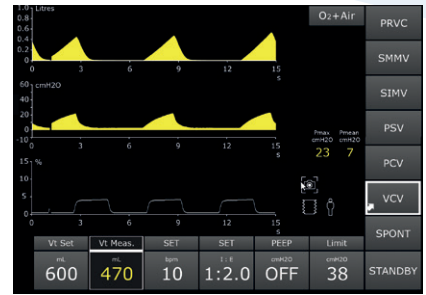 1.0 Litres
0.8
0.6
0.4
0.2
0
0 3 6 9 12 15
s
60 cmH2O
40
20
0
-10
0 3 6 9 12 15
s
15 %
10
5
0
0 3 6 9 12 15
s
O2+Air
Pmax Pmean
cmH2O cmH2O
23 7
PRVC
SMMV
SIMV
PSV
PCV
VCV
SPONT
STANDBY
Vt Set Vt Meas. SET SET PEEP Limit
mL mL bpm I : E cmH2O cmH2O
600 470 10 1:2.0 OFF 38